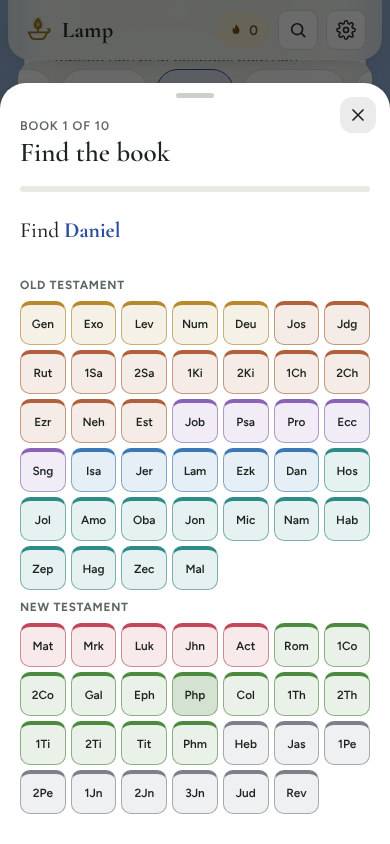 Lamp
0
BOOK 1 OF 10
Find the book
Find Daniel
OLD TESTAMENT
Gen Exo Lev Num Deu Jos Jdg
Rut 1Sa 2Sa 1Ki 2Ki 1Ch 2Ch
Ezr Neh Est Job Psa Pro Ecc
Sng Isa Jer Lam Ezk Dan Hos
Jol Amo Oba Jon Mic Nam Hab
Zep Hag Zec Mal
NEW TESTAMENT
Mat Mrk Luk Jhn Act Rom 1Co
2Co Gal Eph Php Col 1Th 2Th
1Ti 2Ti Tit Phm Heb Jas 1Pe
2Pe 1Jn 2Jn 3Jn Jud Rev